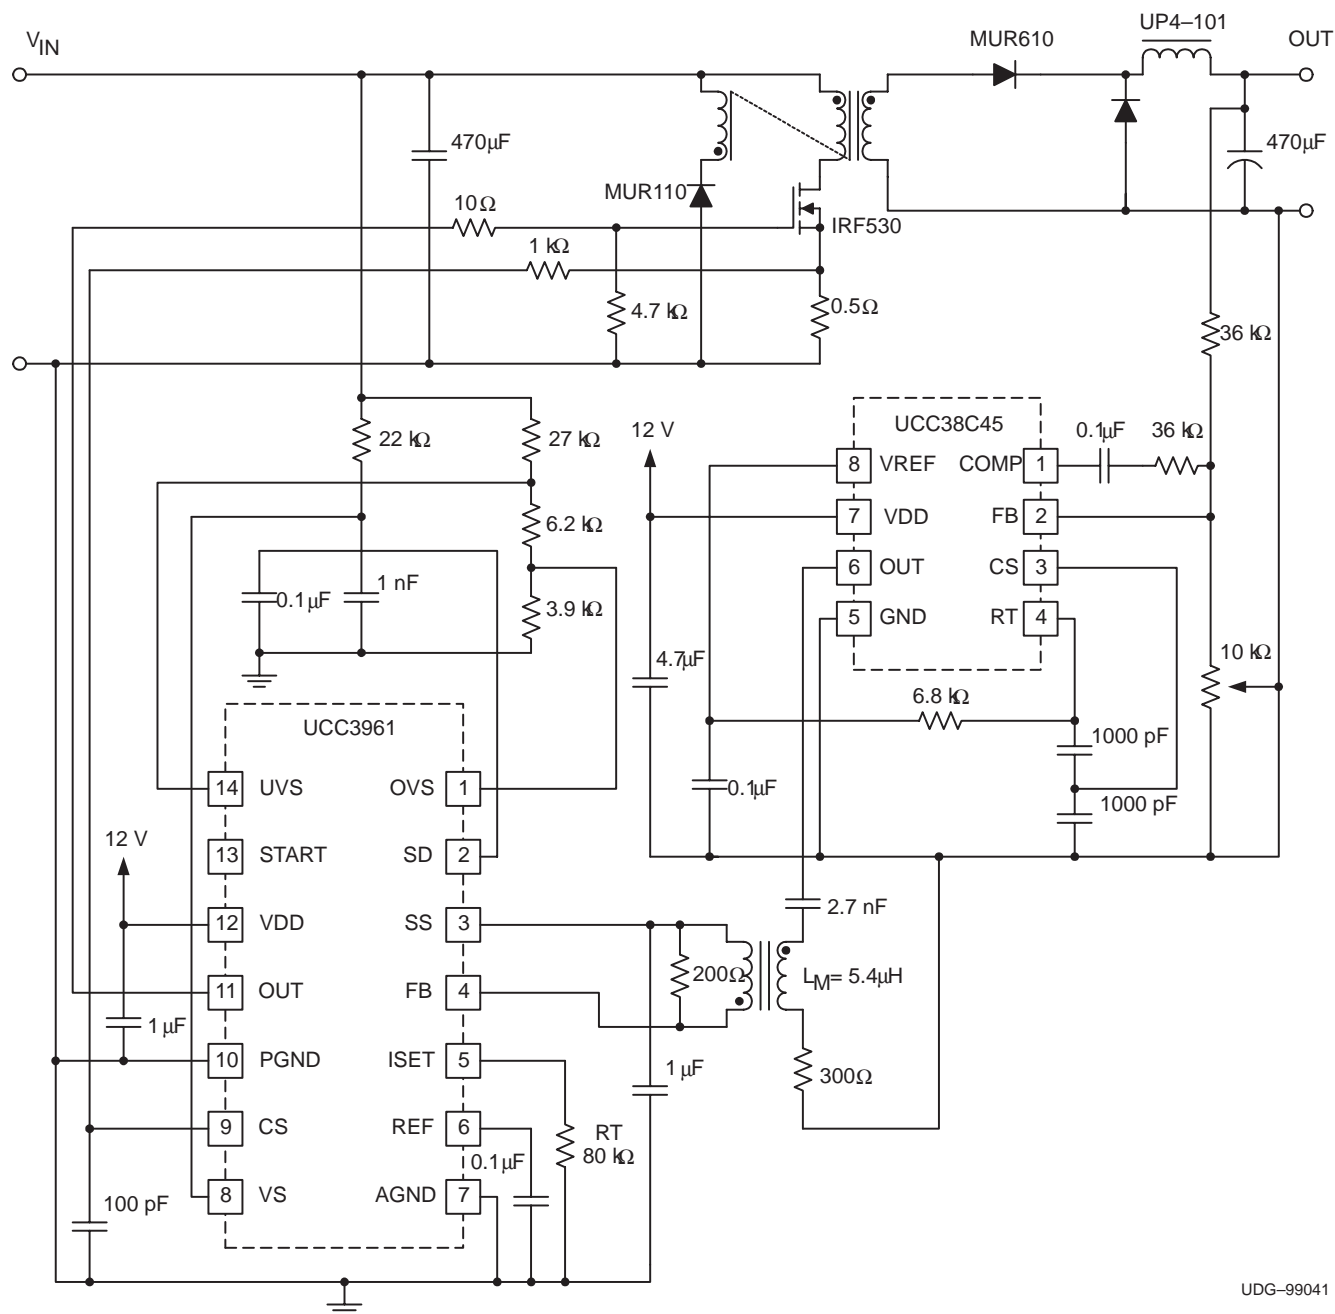 UP4–101
MUR610
OUT
VIN
470µF
470µF
MUR110
10Ω
IRF530
1 kΩ
4.7 kΩ
0.5Ω
36 kΩ
22 kΩ
27 kΩ
12 V
UCC38C45
0.1µF
36 kΩ
8 VREF COMP 1
7 VDD FB 2
6.2 kΩ
6 OUT CS 3
0.1µF
1 nF
3.9 kΩ
5 GND RT 4
4.7µF
10 kΩ
6.8 kΩ
UCC3961
1000 pF
14 UVS OVS 1
0.1µF
1000 pF
12 V
13 START SD 2
2.7 nF
12 VDD SS 3
200Ω
LM= 5.4µH
11 OUT FB 4
1 µF
10 PGND ISET 5
1 µF
300Ω
9 CS REF 6
RT
80 kΩ
0.1µF
100 pF
8 VS AGND 7
UDG–99041